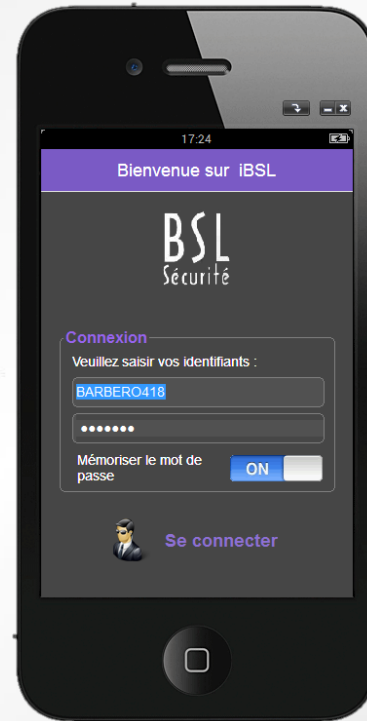 17:24
Bienvenue sur iBSL
BSL
Sécurité
Connexion
Veuillez saisir vos identifiants :
BARBERO418
•••••••
Mémoriser le mot de
passe
ON
Se connecter